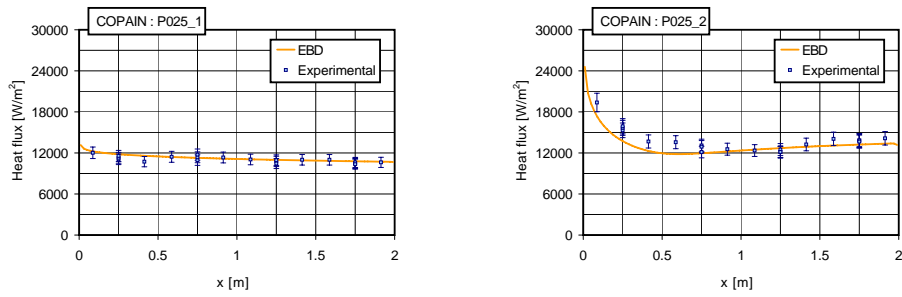 COPAIN : P025_1
30000
24000
18000
12000
6000
0
Heat flux [W/m²]
EBD
Experimental
0 0.5 1 1.5 2
x [m]
COPAIN : P025_2
30000
24000
18000
12000
6000
0
Heat flux [W/m²]
EBD
Experimental
0 0.5 1 1.5 2
x [m]